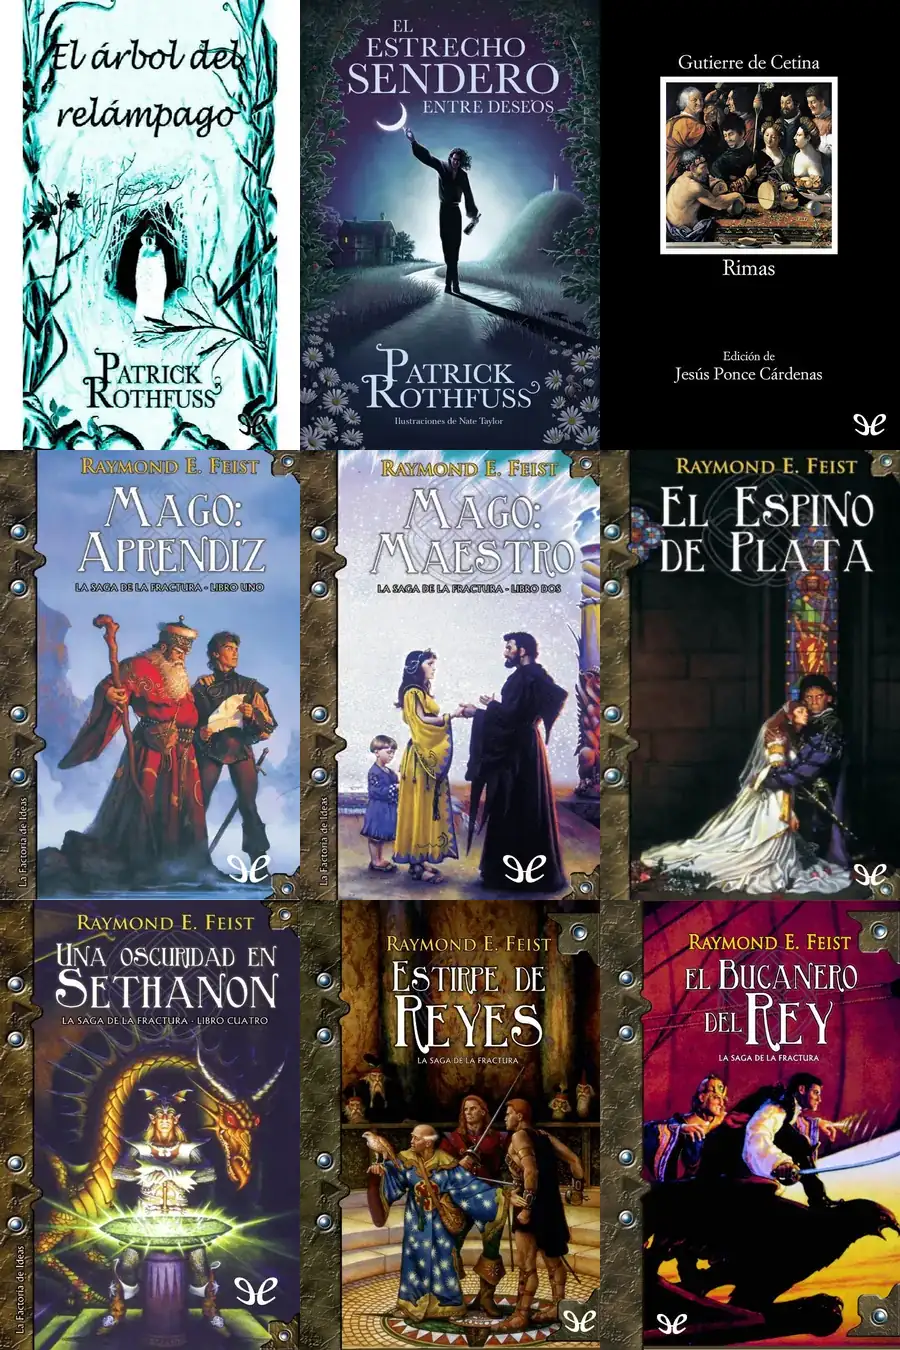 El árbol del
relámpago
PATRICK
ROTHFUSS
EL
ESTRECHO
SENDERO
ENTRE DESEOS
PATRICK
ROTHFUSS
Ilustraciones de Nate Taylor
Gutierre de Cetina
Rimas
Edición de
Jesús Ponce Cárdenas
RAYMOND E. FEIST
MAGO:
APRENDIZ
LA SAGA DE LA FRACTURA - LIBRO UNO
La Factoría de Ideas
RAYMOND E. FEIST
MAGO:
MAESTRO
LA SAGA DE LA FRACTURA - LIBRO DOS
La Factoría de Ideas
RAYMOND E. FEIST
EL ESPINO
DE PLATA
RAYMOND E. FEIST
UNA OSCURIDAD EN
SETHANON
LA SAGA DE LA FRACTURA - LIBRO CUATRO
La Factoría de Ideas
RAYMOND E. FEIST
ESTIRPE DE
REYES
LA SAGA DE LA FRACTURA
RAYMOND E. FEIST
EL BUCANERO
DEL REY
LA SAGA DE LA FRACTURA